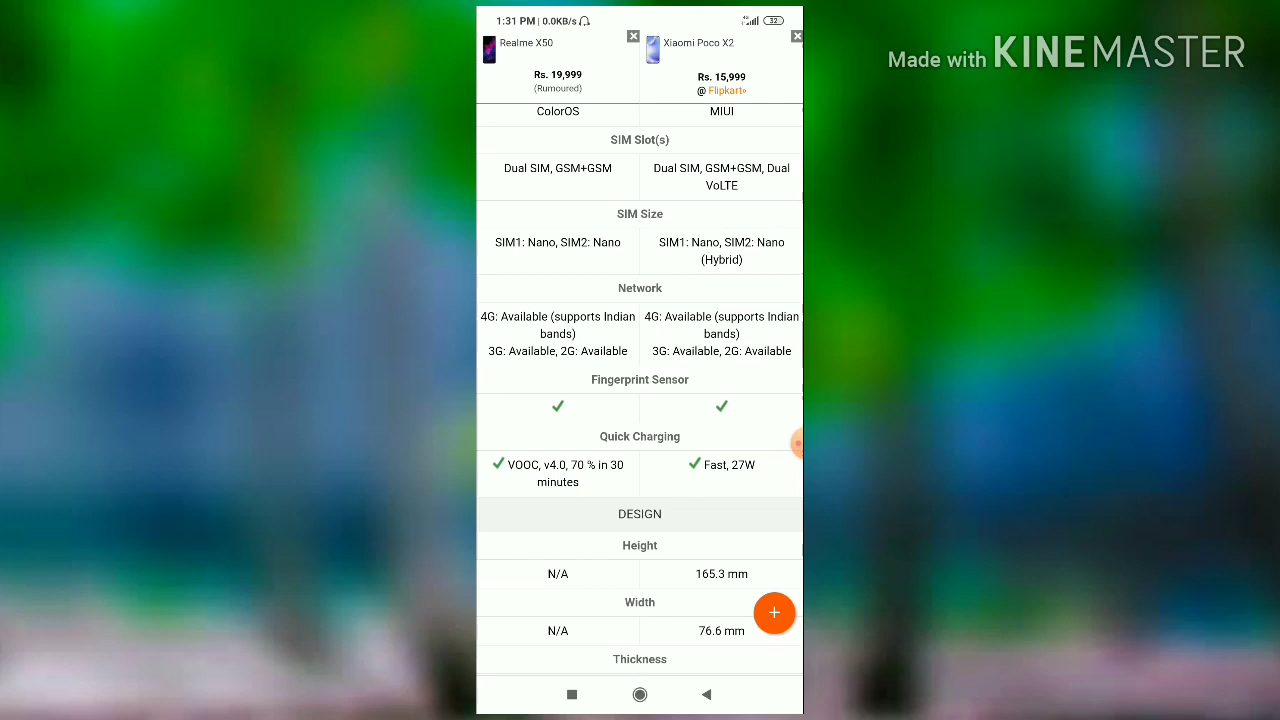 1:31 PM | 0.0KB/s
4G
32
Made with KINEMASTER
Realme X50
Xiaomi Poco X2
Rs. 19,999
(Rumoured)
Rs. 15,999
@ Flipkart»
ColorOS
MIUI
SIM Slot(s)
Dual SIM, GSM+GSM
Dual SIM, GSM+GSM, Dual
VoLTE
SIM Size
SIM1: Nano, SIM2: Nano
SIM1: Nano, SIM2: Nano
(Hybrid)
Network
4G: Available (supports Indian
bands)
3G: Available, 2G: Available
4G: Available (supports Indian
bands)
3G: Available, 2G: Available
Fingerprint Sensor
Quick Charging
VOOC, v4.0, 70 % in 30
minutes
Fast, 27W
DESIGN
Height
N/A
165.3 mm
Width
N/A
76.6 mm
Thickness